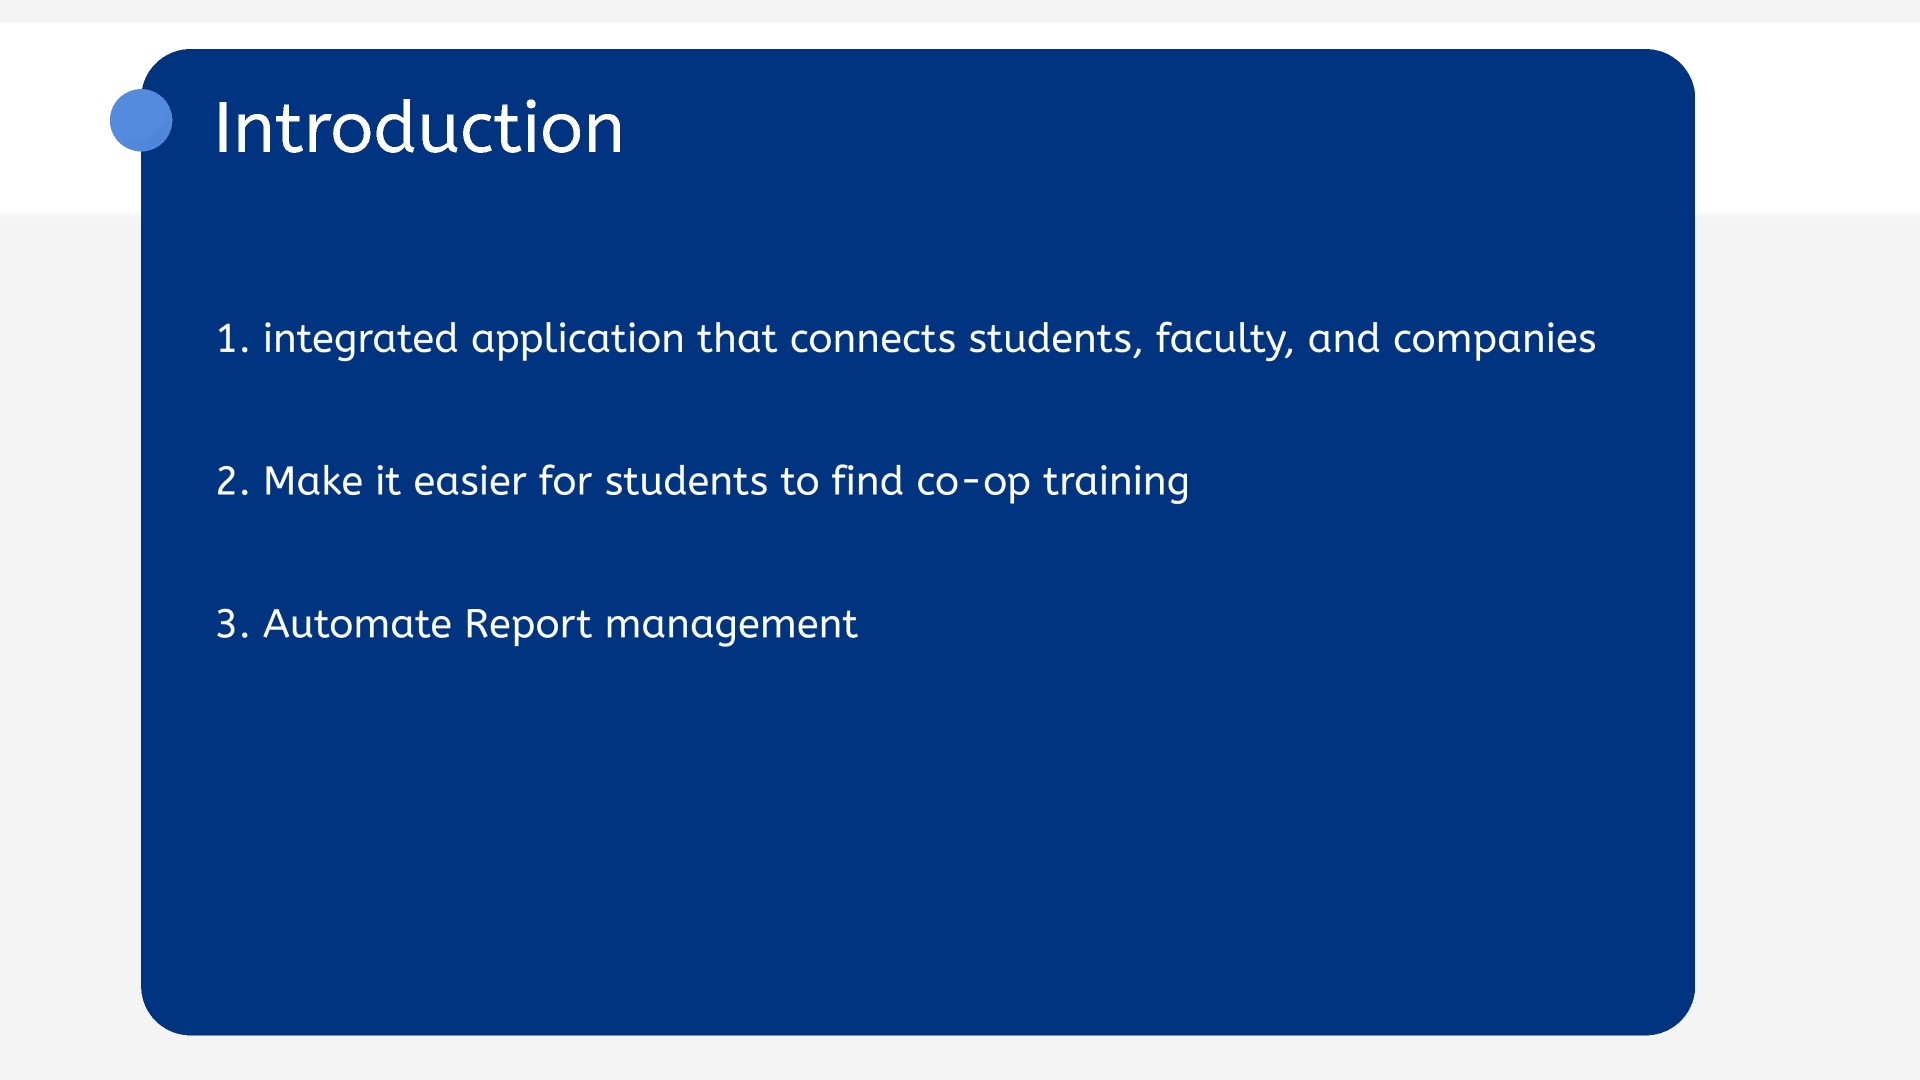 Introduction
1. integrated application that connects students, faculty, and companies
2. Make it easier for students to find co-op training
3. Automate Report management